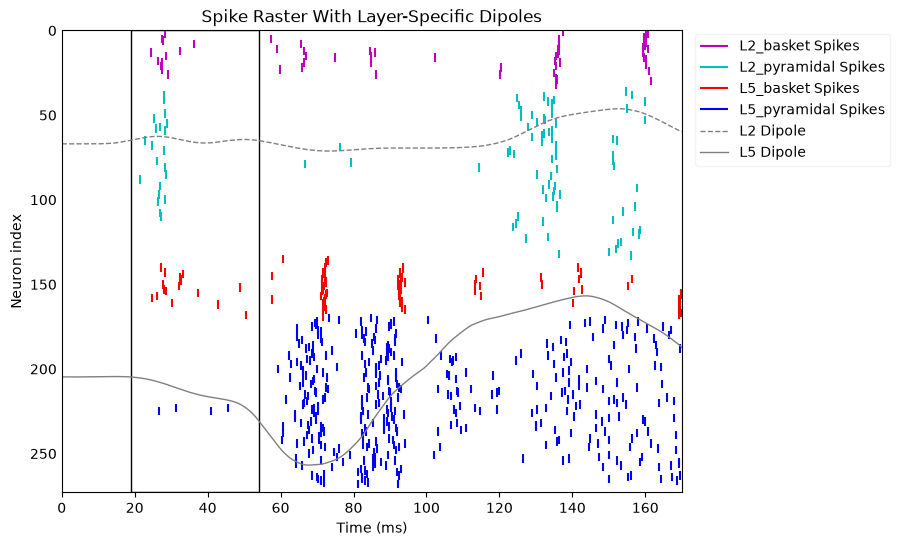 Spike Raster With Layer-Specific Dipoles
0
50
100
150
200
250
Neuron index
0 20 40 60 80 100 120 140 160
Time (ms)
L2_basket Spikes
L2_pyramidal Spikes
L5_basket Spikes
L5_pyramidal Spikes
L2 Dipole
L5 Dipole